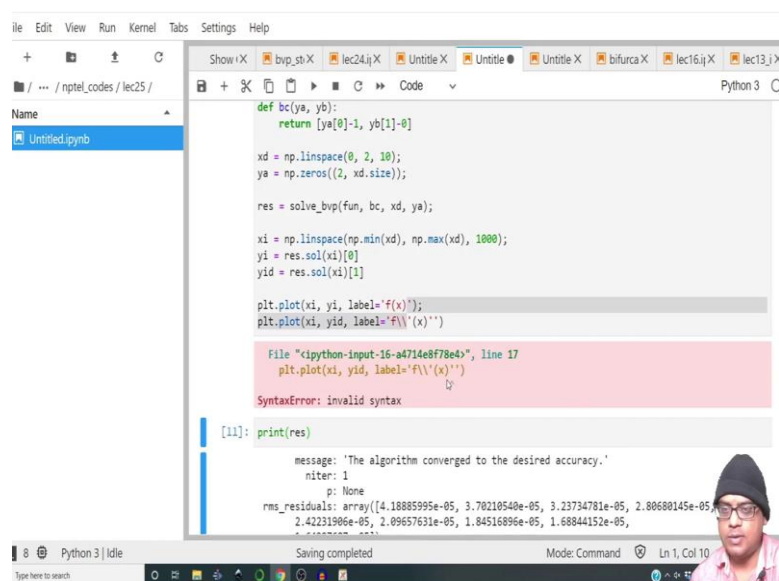 ile Edit View Run Kernel Tabs Settings Help
Show ( X bvp_st X lec24.ij X Untitle X Untitle ● Untitle X bifurca X lec16.ij X lec13_i X
/ ··· / nptel_codes / lec25 /
Code Python 3
Name
Untitled.ipynb
def bc(ya, yb):
return [ya[0]-1, yb[1]-0]
xd = np.linspace(0, 2, 10);
ya = np.zeros((2, xd.size));
res = solve_bvp(fun, bc, xd, ya);
xi = np.linspace(np.min(xd), np.max(xd), 1000);
yi = res.sol(xi)[0]
yid = res.sol(xi)[1]
plt.plot(xi, yi, label='f(x)');
plt.plot(xi, yid, label='f\\'(x)'')
File "<ipython-input-16-a4714e8f78e4>", line 17
plt.plot(xi, yid, label='f\\'(x)'')
SyntaxError: invalid syntax
[11]: print(res)
message: 'The algorithm converged to the desired accuracy.'
niter: 1
p: None
rms_residuals: array([4.18885995e-05, 3.70210540e-05, 3.23734781e-05, 2.80680145e-05,
2.42231906e-05, 2.09657631e-05, 1.84516896e-05, 1.68844152e-05,
8 Python 3 | Idle Saving completed Mode: Command Ln 1, Col 10
Type here to search